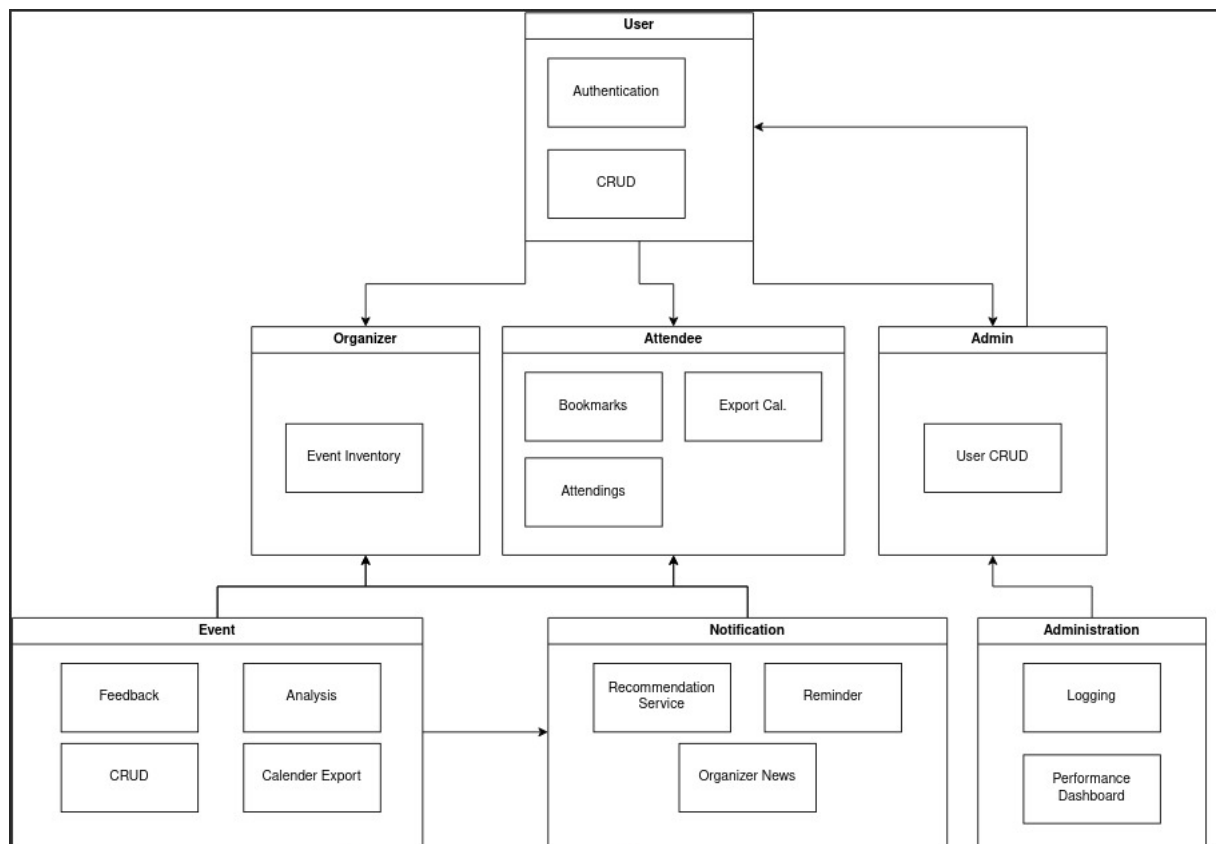 User
Authentication
CRUD
Organizer
Attendee
Admin
Bookmarks
Export Cal.
Event Inventory
User CRUD
Attendings
Event
Notification
Administration
Feedback
Analysis
Recommendation
Service
Reminder
Logging
CRUD
Calender Export
Organizer News
Performance
Dashboard